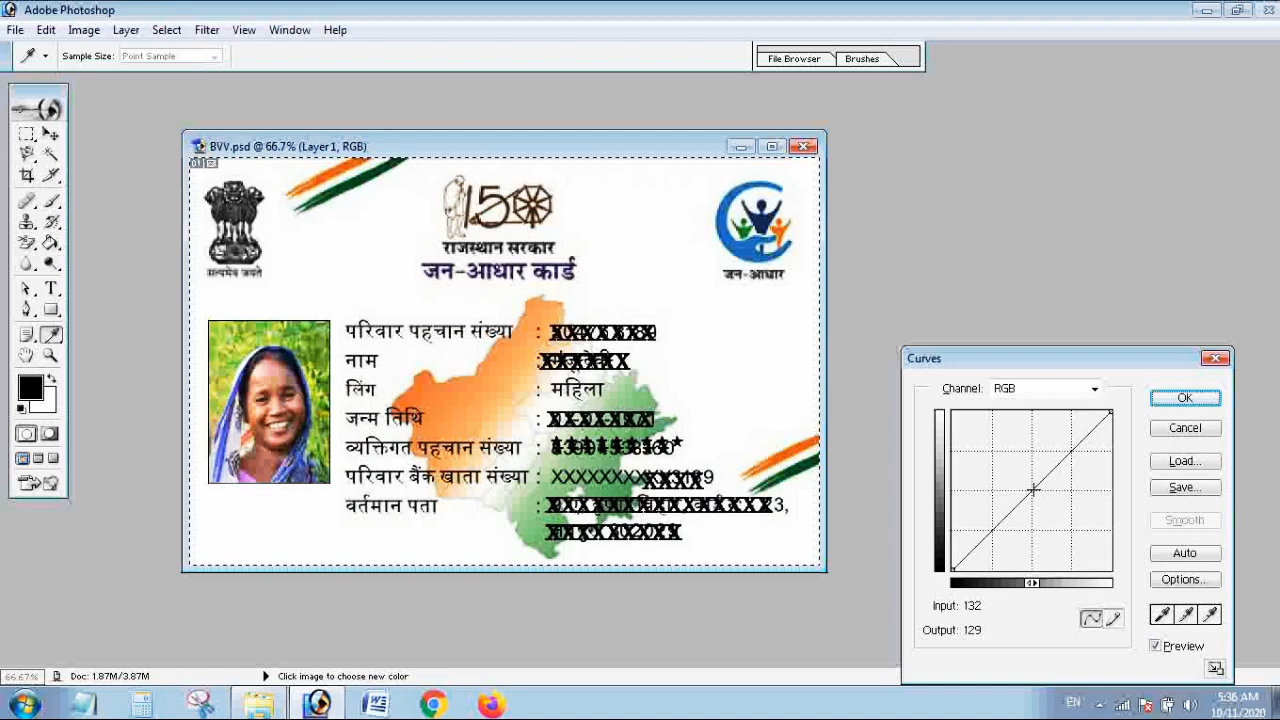 Adobe Photoshop
File Edit Image Layer Select Filter View Window Help
Sample Size: Point Sample
File Browser Brushes
BVV.psd @ 66.7% (Layer 1, RGB)
150
सत्यमेव जयते
राजस्थान सरकार
जन-आधार कार्ड
जन-आधार
परिवार पहचान संख्या :
नाम :
लिंग : महिला
जन्म तिथि :
व्यक्तिगत पहचान संख्या :
परिवार बैंक खाता संख्या :
वर्तमान पता :
Curves
Channel: RGB
OK
Cancel
Load...
Save...
Smooth
Auto
Options...
Input: 132
Output: 129
Preview
66.67% Doc: 1.87M/3.87M Click image to choose new color
EN 5:36 AM
10/11/2020